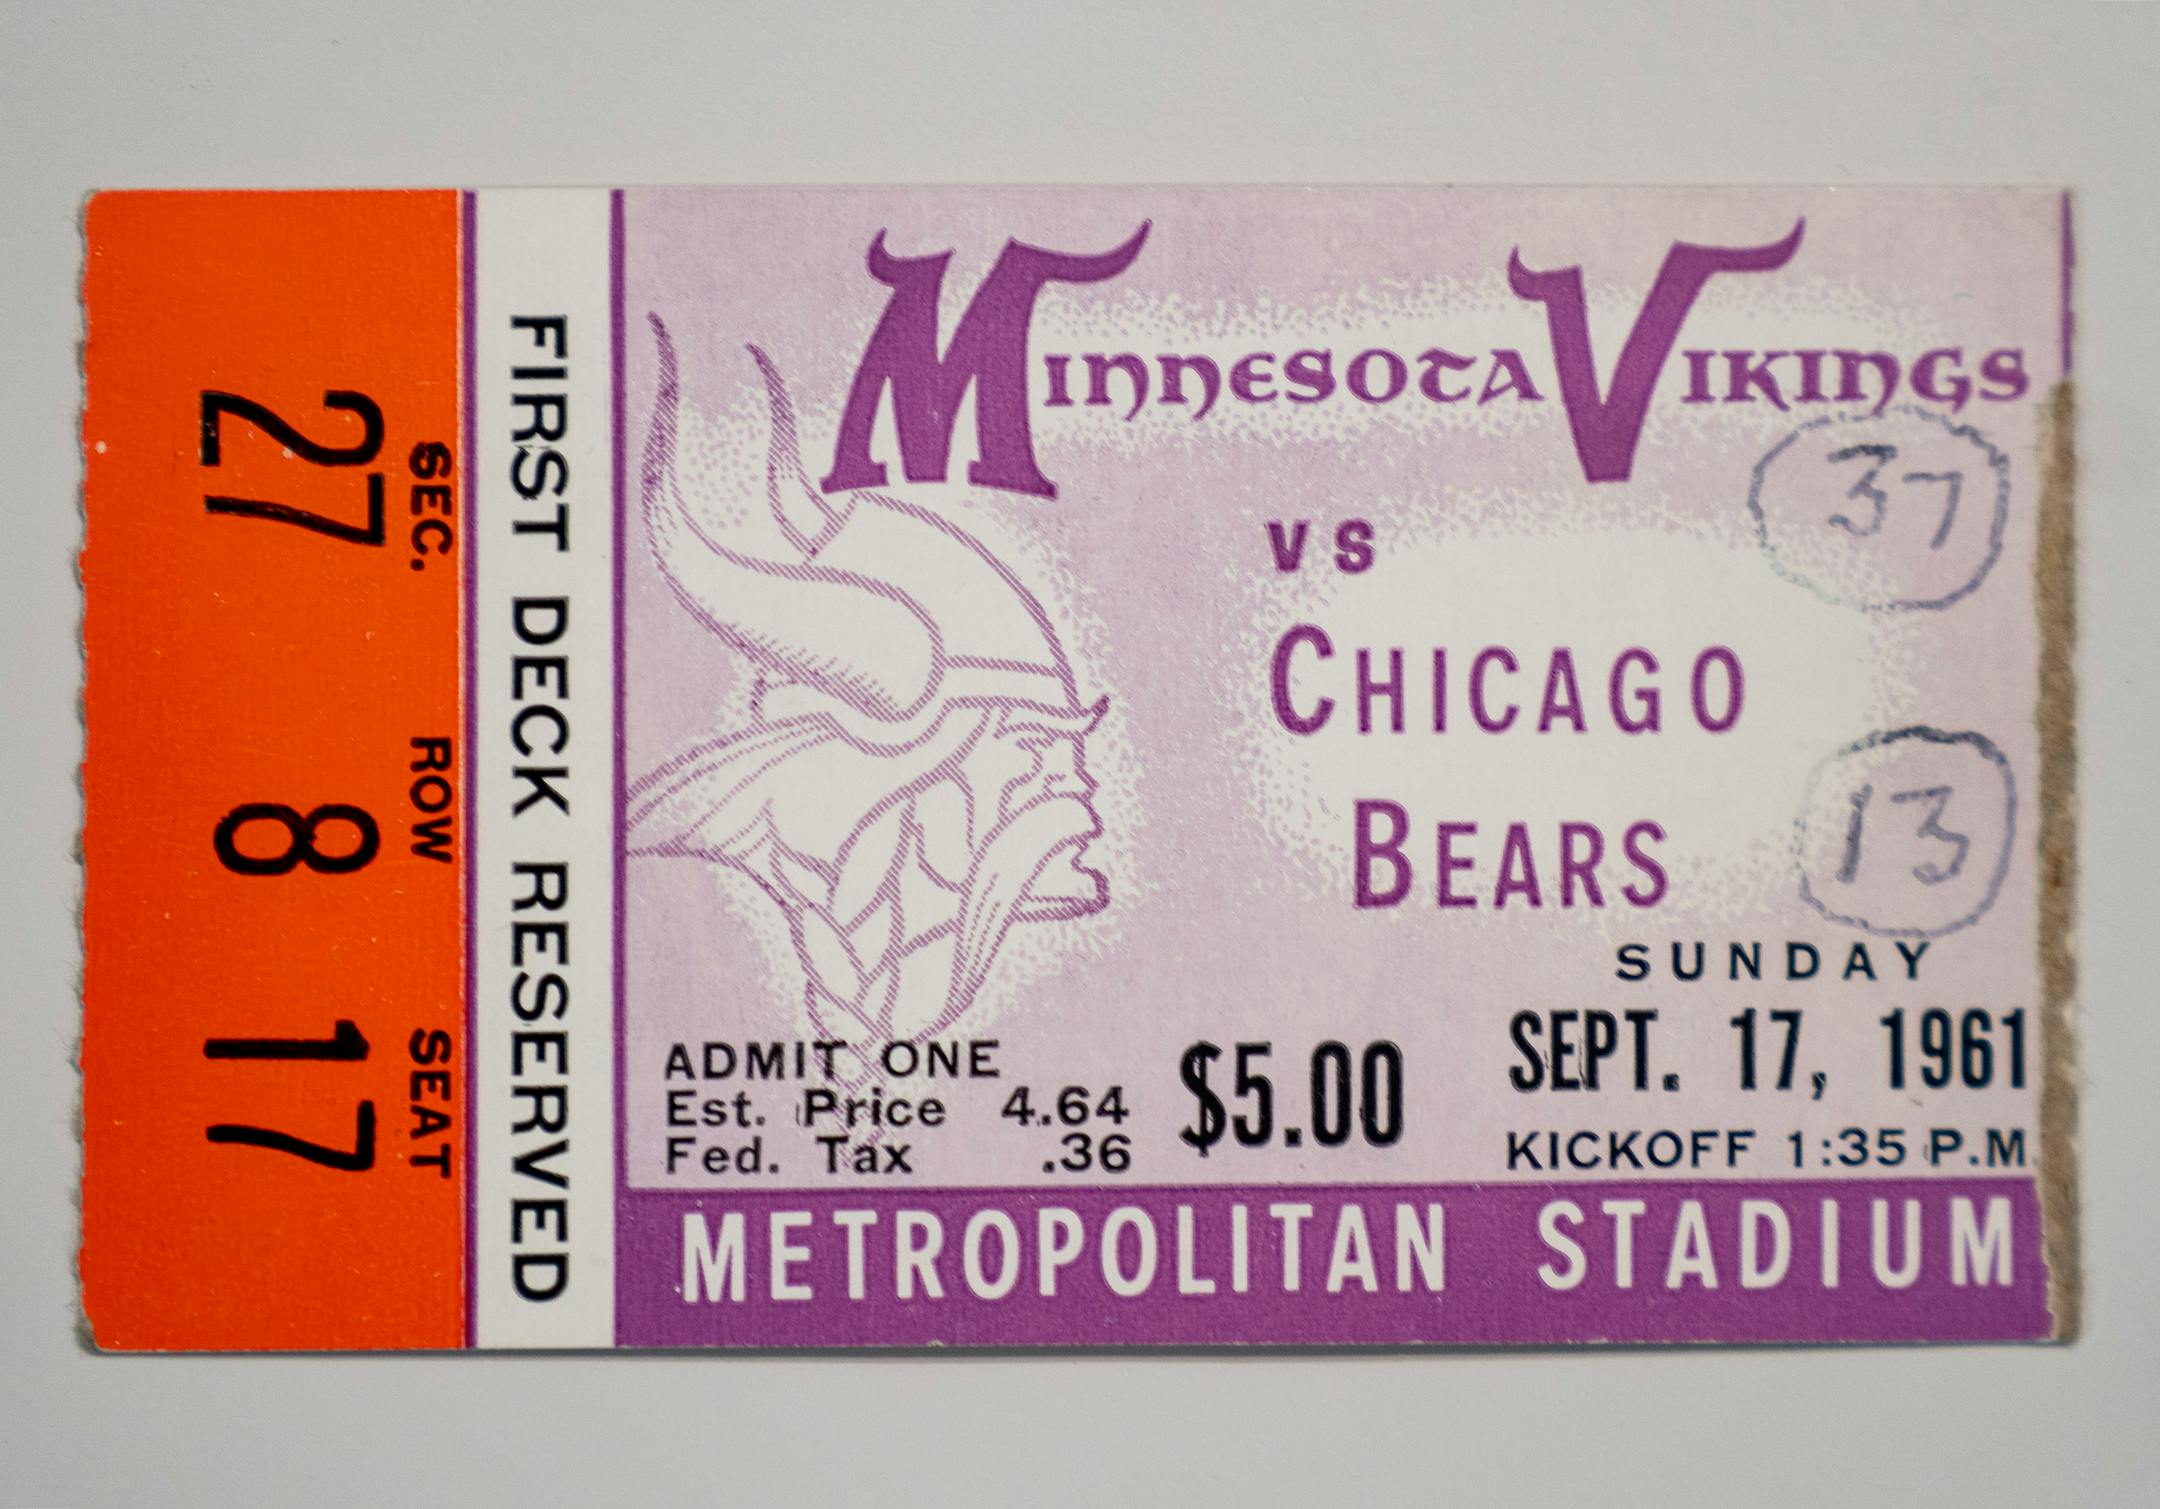 SEC. 27
ROW 8
SEAT 17
FIRST DECK RESERVED
MINNESOTA VIKINGS
37
vs
CHICAGO
BEARS
13
SUNDAY
SEPT. 17, 1961
KICKOFF 1:35 P.M.
ADMIT ONE
Est. Price 4.64
Fed. Tax .36
$5.00
METROPOLITAN STADIUM